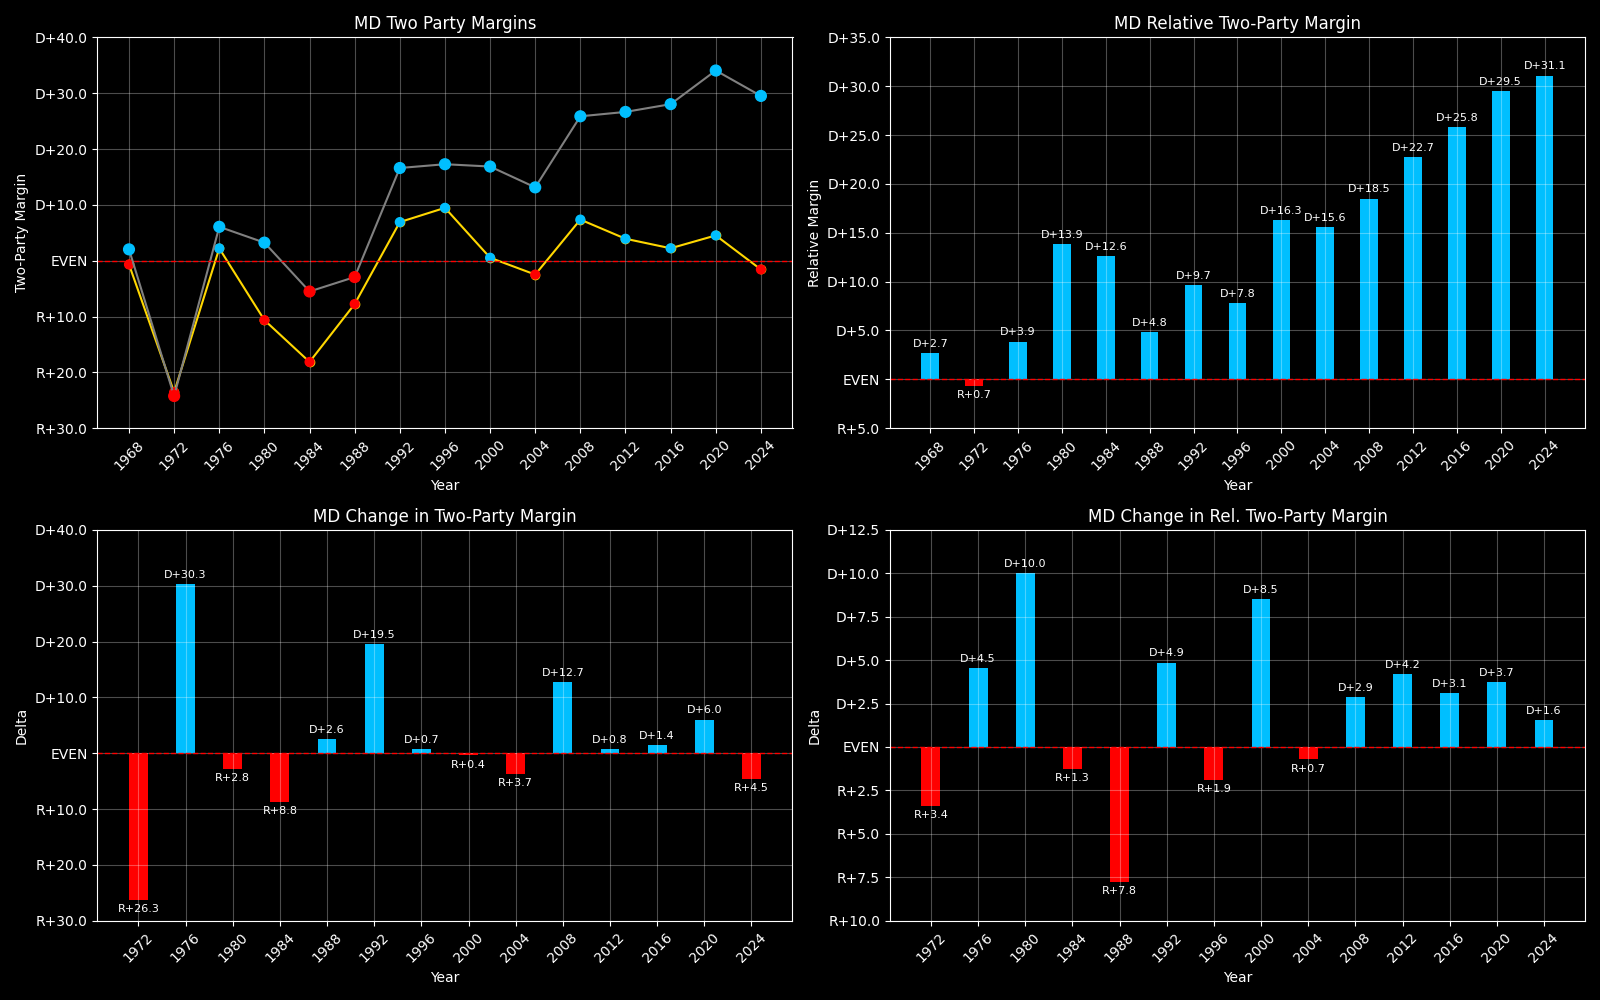 MD Two Party Margins
D+40.0
D+30.0
D+20.0
D+10.0
EVEN
R+10.0
R+20.0
R+30.0
Two-Party Margin
1968
1972
1976
1980
1984
1988
1992
1996
2000
2004
2008
2012
2016
2020
2024
Year
MD Relative Two-Party Margin
D+35.0
D+30.0
D+25.0
D+20.0
D+15.0
D+10.0
D+5.0
EVEN
R+5.0
Relative Margin
D+2.7
R+0.7
D+3.9
D+13.9
D+12.6
D+4.8
D+9.7
D+7.8
D+16.3
D+15.6
D+18.5
D+22.7
D+25.8
D+29.5
D+31.1
1968
1972
1976
1980
1984
1988
1992
1996
2000
2004
2008
2012
2016
2020
2024
Year
MD Change in Two-Party Margin
D+40.0
D+30.0
D+20.0
D+10.0
EVEN
R+10.0
R+20.0
R+30.0
Delta
R+26.3
D+30.3
R+2.8
R+8.8
D+2.6
D+19.5
D+0.7
R+0.4
R+3.7
D+12.7
D+0.8
D+1.4
D+6.0
R+4.5
1972
1976
1980
1984
1988
1992
1996
2000
2004
2008
2012
2016
2020
2024
Year
MD Change in Rel. Two-Party Margin
D+12.5
D+10.0
D+7.5
D+5.0
D+2.5
EVEN
R+2.5
R+5.0
R+7.5
R+10.0
Delta
R+3.4
D+4.5
D+10.0
R+1.3
R+7.8
D+4.9
R+1.9
D+8.5
R+0.7
D+2.9
D+4.2
D+3.1
D+3.7
D+1.6
1972
1976
1980
1984
1988
1992
1996
2000
2004
2008
2012
2016
2020
2024
Year